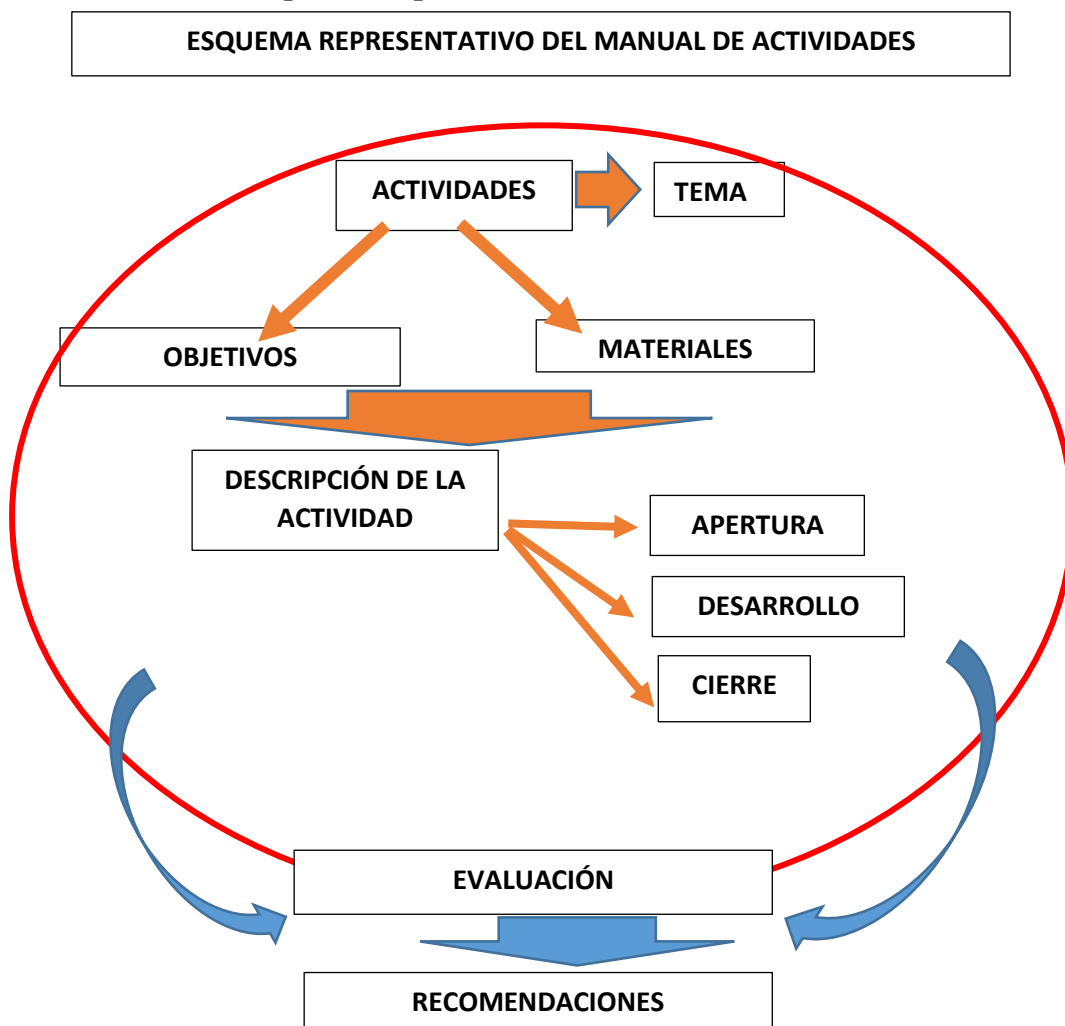 ESQUEMA REPRESENTATIVO DEL MANUAL DE ACTIVIDADES
ACTIVIDADES
TEMA
OBJETIVOS
MATERIALES
DESCRIPCIÓN DE LA
ACTIVIDAD
APERTURA
DESARROLLO
CIERRE
EVALUACIÓN
RECOMENDACIONES